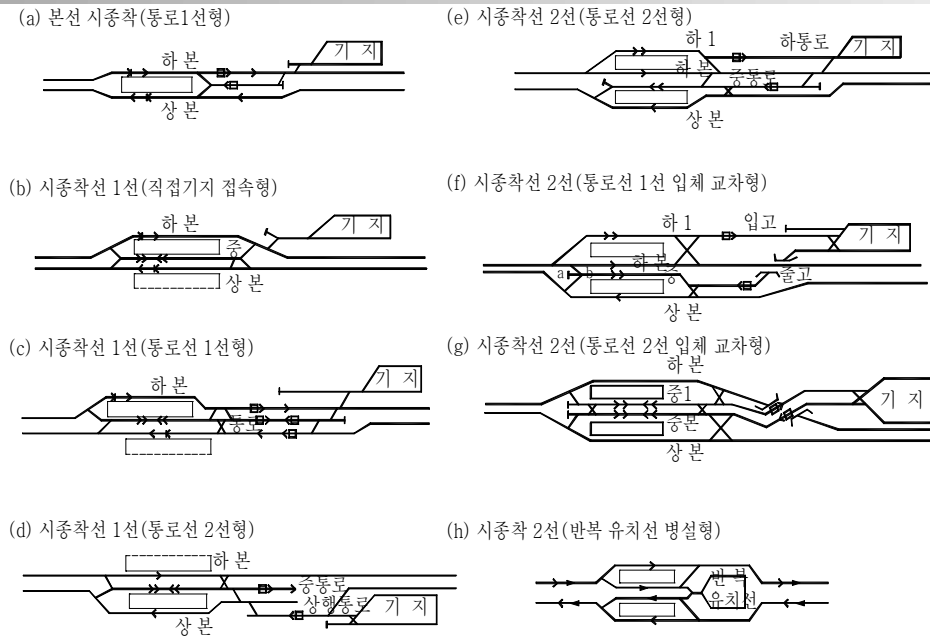 (a) 본선 시종착(통로1선형)
하 본
기 지
상 본
(b) 시종착선 1선(직접기지 접속형)
하 본
기 지
중
상 본
(c) 시종착선 1선(통로선 1선형)
하 본
기 지
통로
(d) 시종착선 1선(통로선 2선형)
하 본
중통로
상행통로
기 지
상 본
(e) 시종착선 2선(통로선 2선형)
하 1
하통로
기 지
하 본
중통로
상 본
(f) 시종착선 2선(통로선 1선 입체 교차형)
하 1
입고
기 지
하 본
a
b
중
출고
상 본
(g) 시종착선 2선(통로선 2선 입체 교차형)
하 본
중1
기 지
중본
상 본
(h) 시종착 2선(반복 유치선 병설형)
반 복
유치선